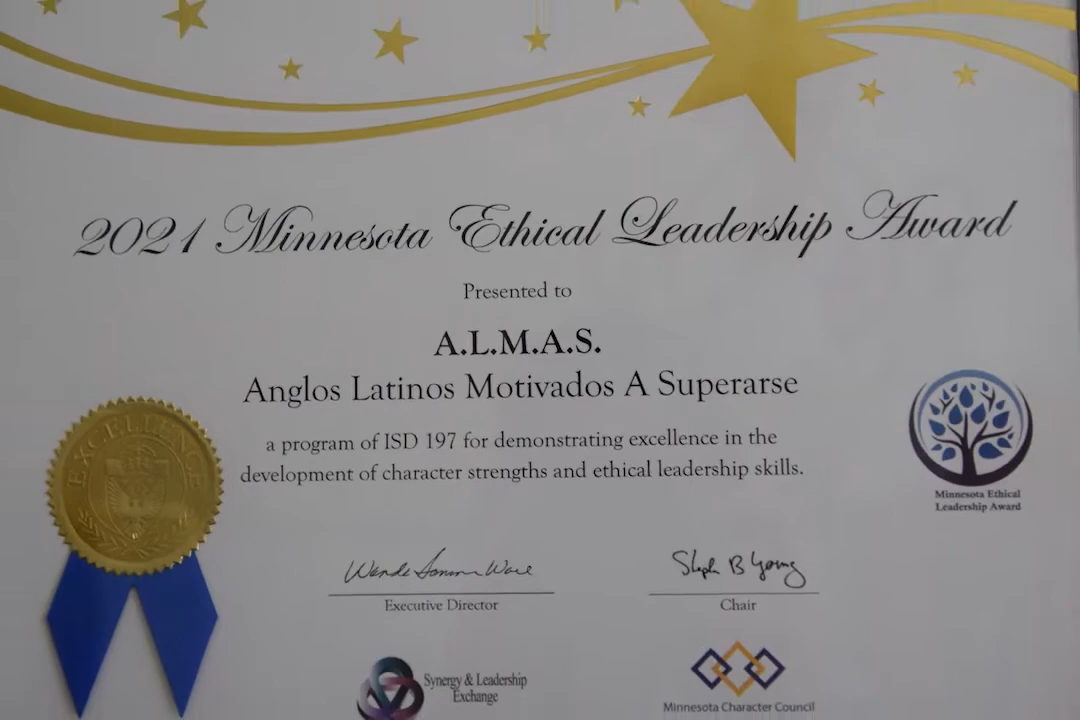 2021 Minnesota Ethical Leadership Award
Presented to
A.L.M.A.S.
Anglos Latinos Motivados A Superarse
a program of ISD 197 for demonstrating excellence in the
development of character strengths and ethical leadership skills.
EXCELLENCE
Minnesota Ethical
Leadership Award
Executive Director
Chair
Synergy & Leadership
Exchange
Minnesota Character Council